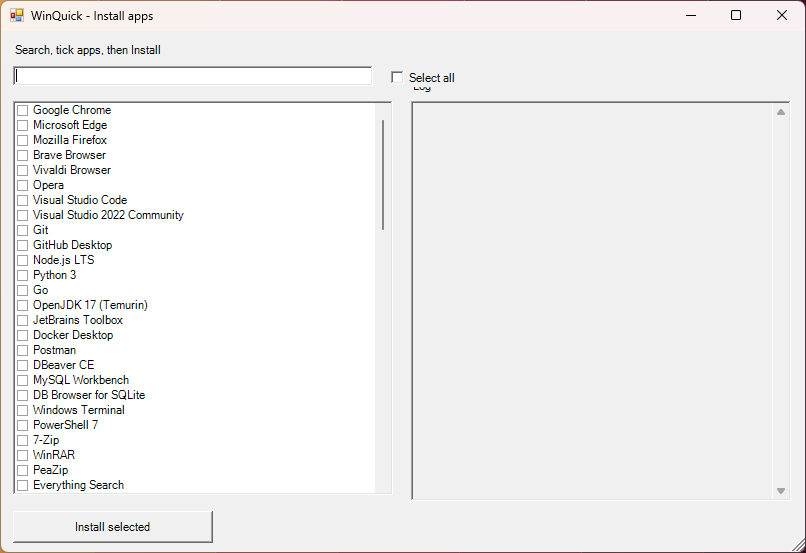 WinQuick - Install apps
Search, tick apps, then Install
Select all
Log
Google Chrome
Microsoft Edge
Mozilla Firefox
Brave Browser
Vivaldi Browser
Opera
Visual Studio Code
Visual Studio 2022 Community
Git
GitHub Desktop
Node.js LTS
Python 3
Go
OpenJDK 17 (Temurin)
JetBrains Toolbox
Docker Desktop
Postman
DBeaver CE
MySQL Workbench
DB Browser for SQLite
Windows Terminal
PowerShell 7
7-Zip
WinRAR
PeaZip
Everything Search
Install selected